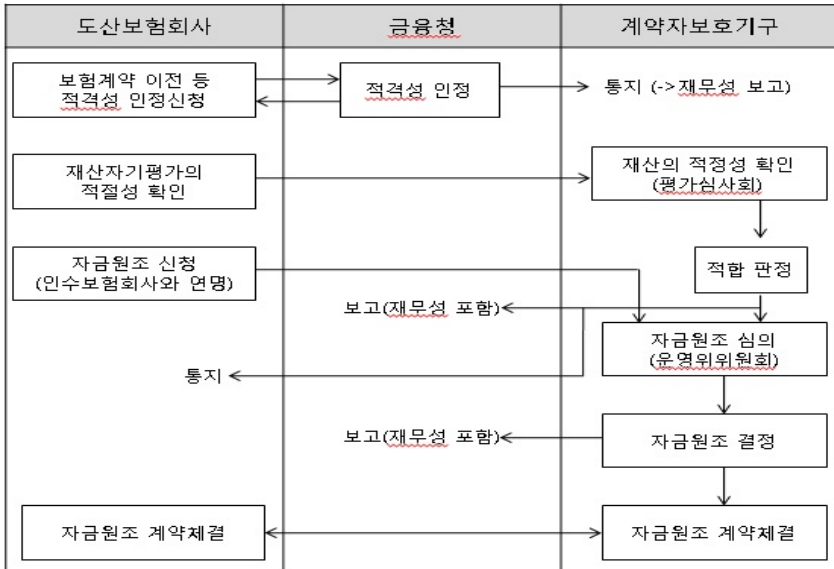 도산보험회사
금융청
계약자보호기구
보험계약 이전 등
적격성 인정신청
적격성 인정
통지 (->재무성 보고)
재산자기평가의
적절성 확인
재산의 적정성 확인
(평가심사회)
자금원조 신청
(인수보험회사와 연명)
적합 판정
보고(재무성 포함)
자금원조 심의
(운영위위원회)
통지
보고(재무성 포함)
자금원조 결정
자금원조 계약체결
자금원조 계약체결